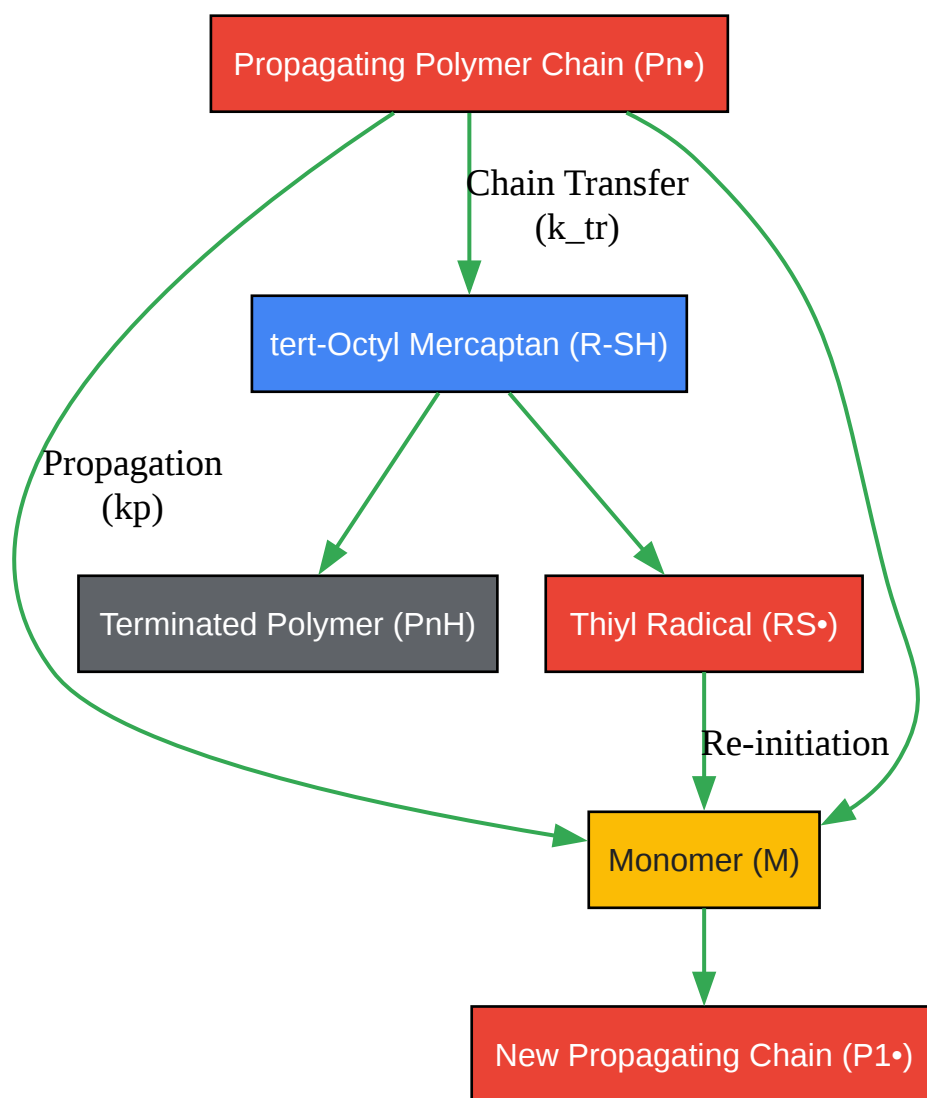 Propagating Polymer Chain (Pn•)
Chain Transfer
(k_tr)
tert-Octyl Mercaptan (R-SH)
Propagation
(kp)
Terminated Polymer (PnH)
Thiyl Radical (RS•)
Re-initiation
Monomer (M)
New Propagating Chain (P1•)